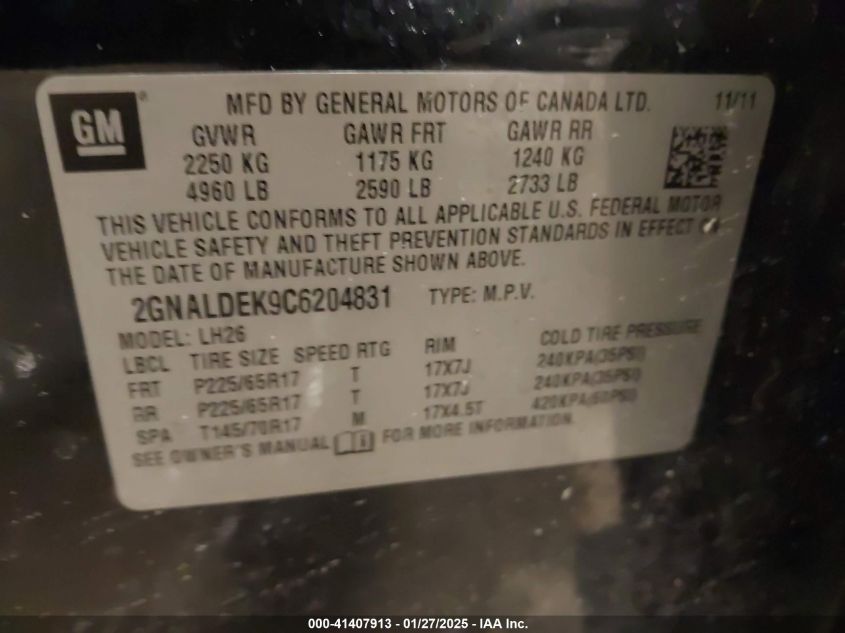 GM ®
MFD BY GENERAL MOTORS OF CANADA LTD. 11/11
GVWR GAWR FRT GAWR RR
2250 KG 1175 KG 1240 KG
4960 LB 2590 LB 2733 LB
THIS VEHICLE CONFORMS TO ALL APPLICABLE U.S. FEDERAL MOTOR
VEHICLE SAFETY AND THEFT PREVENTION STANDARDS IN EFFECT ON
THE DATE OF MANUFACTURE SHOWN ABOVE.
2GNALDEK9C6204831 TYPE: M.P.V.
MODEL: LH26
LBCL TIRE SIZE SPEED RTG RIM COLD TIRE PRESSURE
FRT P225/65R17 T 17X7J 240KPA(35PSI)
RR P225/65R17 T 17X7J 240KPA(35PSI)
SPA T145/70R17 M 17X4.5T 420KPA(60PSI)
SEE OWNER'S MANUAL i FOR MORE INFORMATION.
000-41407913 - 01/27/2025 - IAA Inc.